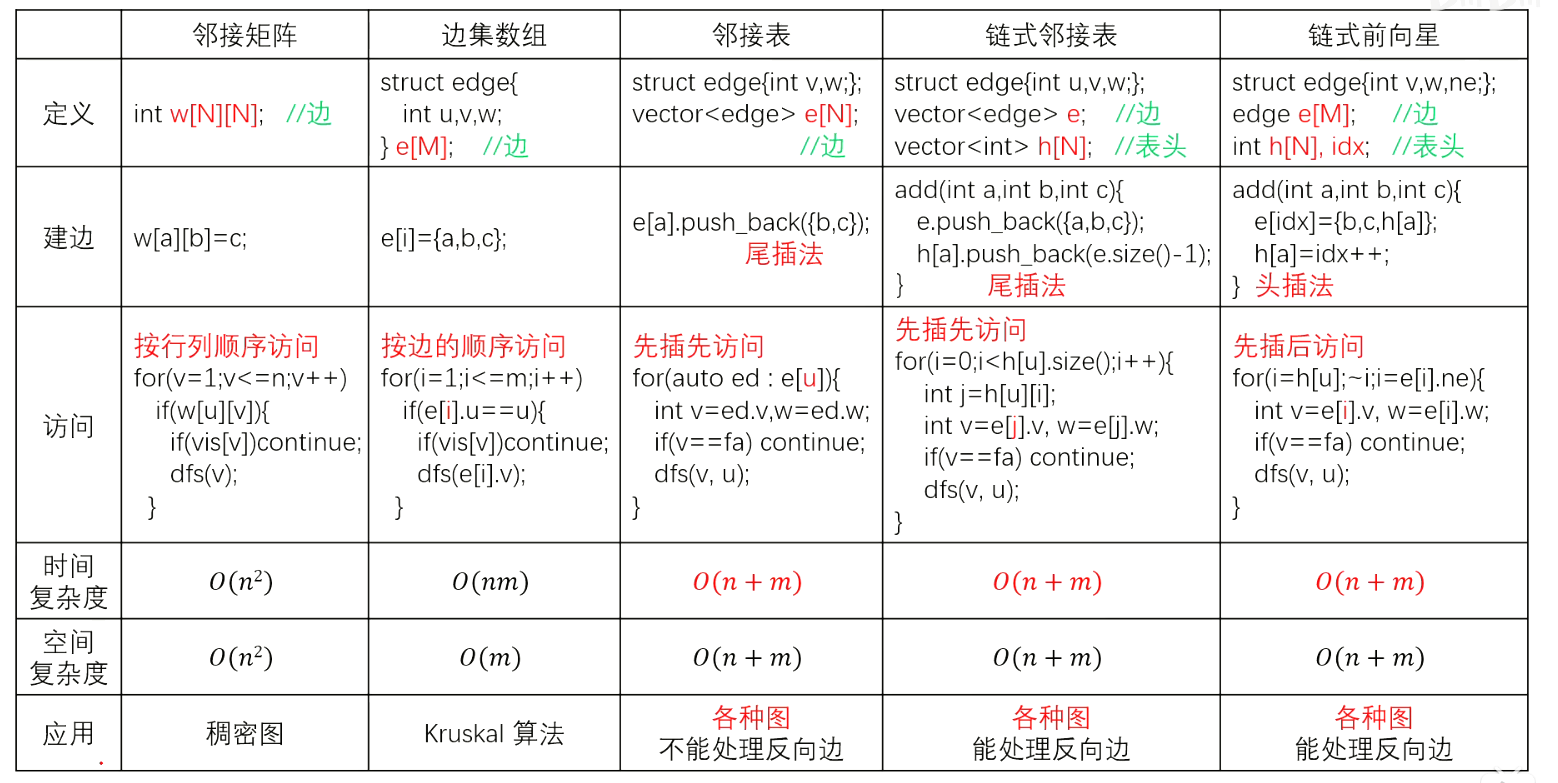 邻接矩阵 边集数组 邻接表 链式邻接表 链式前向星
定义
int w[N][N]; //边
struct edge{
int u,v,w;
} e[M]; //边
struct edge{int v,w;};
vector<edge> e[N];
//边
struct edge{int u,v,w;};
vector<edge> e; //边
vector<int> h[N]; //表头
struct edge{int v,w,ne;};
edge e[M]; //边
int h[N], idx; //表头
建边
w[a][b]=c;
e[i]={a,b,c};
e[a].push_back({b,c});
尾插法
add(int a,int b,int c){
e.push_back({a,b,c});
h[a].push_back(e.size()-1);
} 尾插法
add(int a,int b,int c){
e[idx]={b,c,h[a]};
h[a]=idx++;
} 头插法
访问
按行列顺序访问
for(v=1;v<=n;v++)
if(w[u][v]){
if(vis[v])continue;
dfs(v);
}
按边的顺序访问
for(i=1;i<=m;i++)
if(e[i].u==u){
if(vis[v])continue;
dfs(e[i].v);
}
先插先访问
for(auto ed : e[u]){
int v=ed.v,w=ed.w;
if(v==fa) continue;
dfs(v, u);
}
先插先访问
for(i=0;i<h[u].size();i++){
int j=h[u][i];
int v=e[j].v, w=e[j].w;
if(v==fa) continue;
dfs(v, u);
}
先插后访问
for(i=h[u];~i;i=e[i].ne){
int v=e[i].v, w=e[i].w;
if(v==fa) continue;
dfs(v, u);
}
时间
复杂度
O(n²) O(nm) O(n + m) O(n + m) O(n + m)
空间
复杂度
O(n²) O(m) O(n + m) O(n + m) O(n + m)
应用
稠密图
Kruskal 算法
各种图
不能处理反向边
各种图
能处理反向边
各种图
能处理反向边